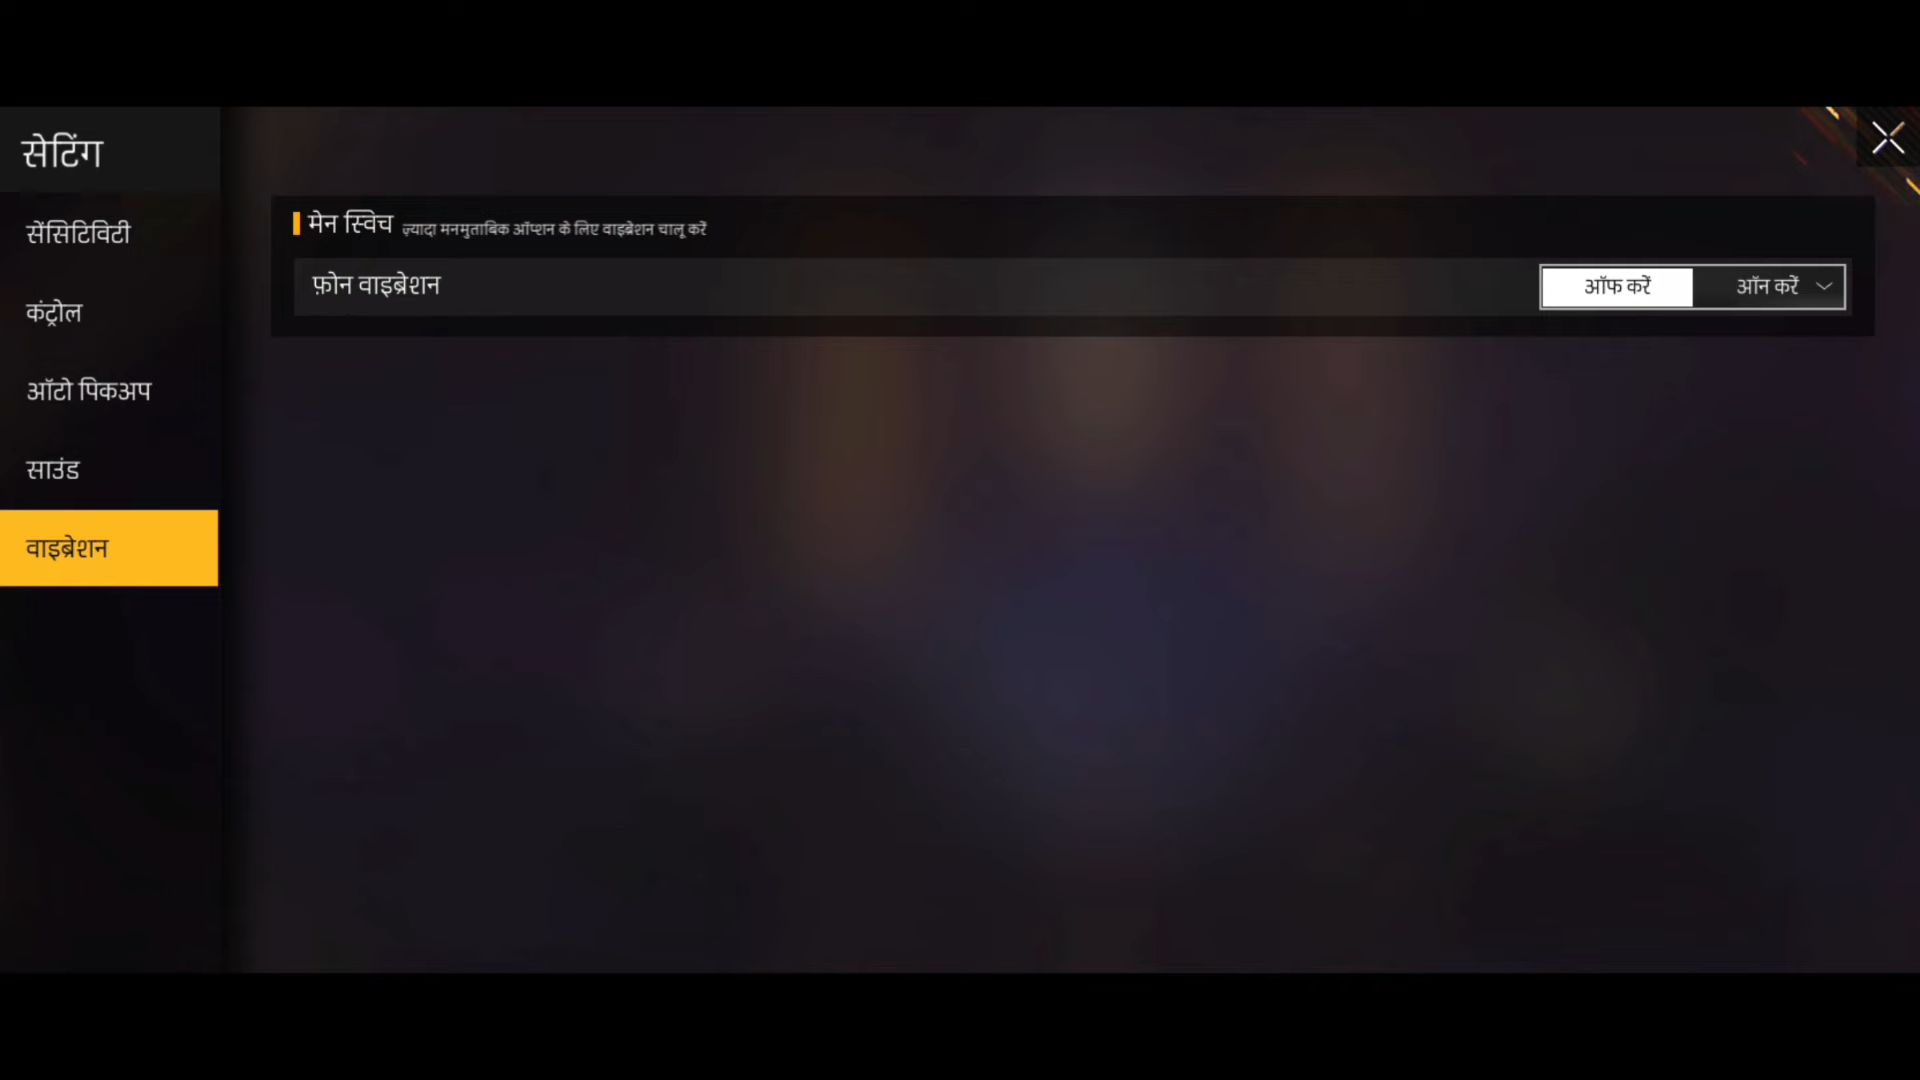 सेटिंग
सेंसिटिविटी
कंट्रोल
ऑटो पिकअप
साउंड
वाइब्रेशन
मेन स्विच ज़्यादा मनमुताबिक ऑप्शन के लिए वाइब्रेशन चालू करें
फ़ोन वाइब्रेशन
ऑफ करें
ऑन करें